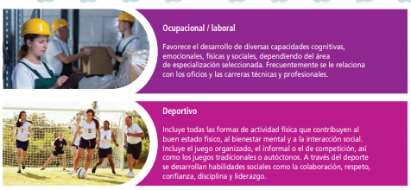 Ocupacional / laboral
Favorece el desarrollo de diversas capacidades cognitivas,
emocionales, físicas y sociales, dependiendo del área
de especialización seleccionada. Frecuentemente se le relaciona
con los oficios y las carreras técnicas y profesionales.
Deportivo
Incluye todas las formas de actividad física que contribuyen al
buen estado físico, al bienestar mental y a la interacción social.
Incluye el juego organizado, el informal o el de competición, así
como los juegos tradicionales o autóctonos. A través del deporte
se desarrollan habilidades sociales como la colaboración, respeto,
confianza, disciplina y liderazgo.